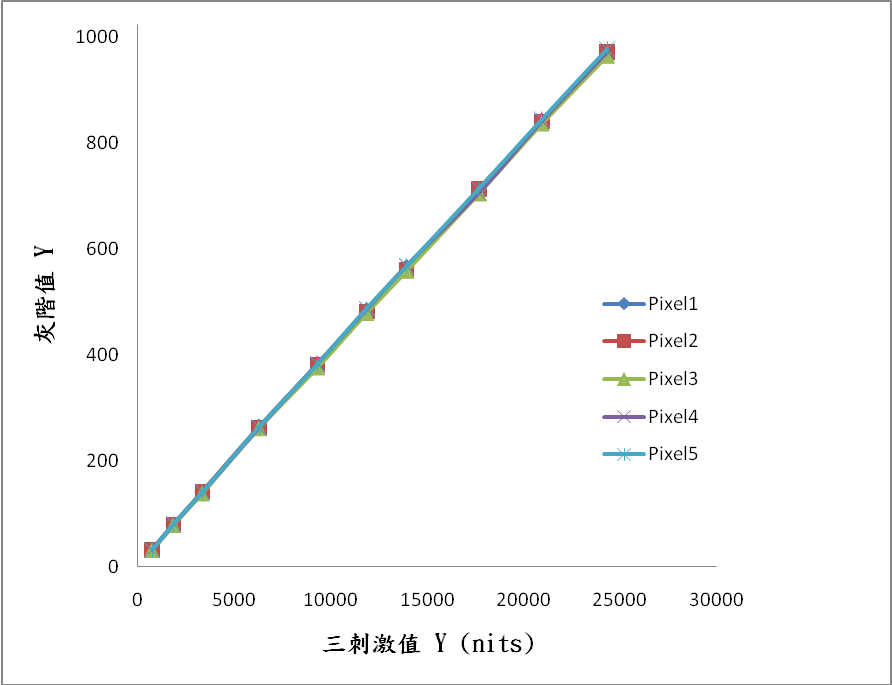 1000
800
600
400
200
0
灰階值 Y
0 5000 10000 15000 20000 25000 30000
三刺激值 Y (nits)
Pixel1
Pixel2
Pixel3
Pixel4
Pixel5